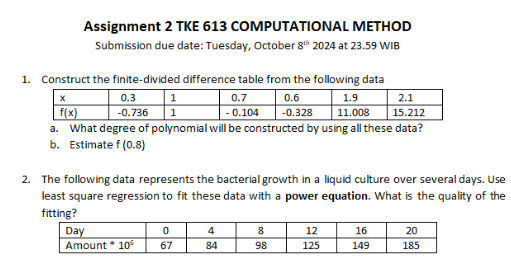 Assignment 2 TKE 613 COMPUTATIONAL METHOD
Submission due date: Tuesday, October 8th 2024 at 23.59 WIB
1. Construct the finite-divided difference table from the following data
x 0.3 1 0.7 0.6 1.9 2.1
f(x) -0.736 1 - 0.104 -0.328 11.008 15.212
a. What degree of polynomial will be constructed by using all these data?
b. Estimate f (0.8)
2. The following data represents the bacterial growth in a liquid culture over several days. Use
least square regression to fit these data with a power equation. What is the quality of the
fitting?
Day 0 4 8 12 16 20
Amount * 10⁶ 67 84 98 125 149 185